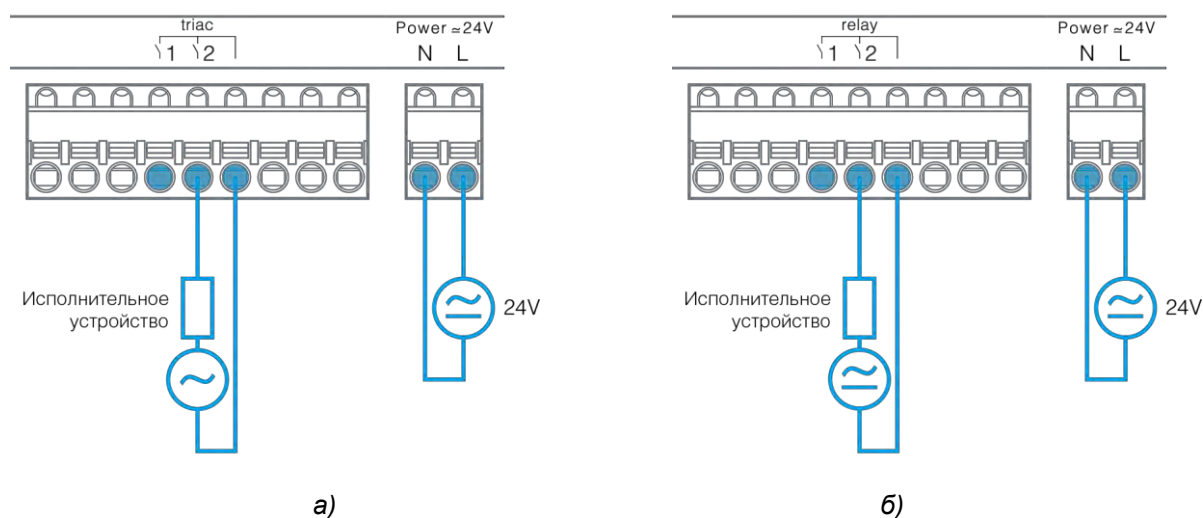 triac
1 2
Power ≃24V
N L
Исполнительное
устройство
24V
а)
relay
1 2
Power ≃24V
N L
Исполнительное
устройство
24V
б)